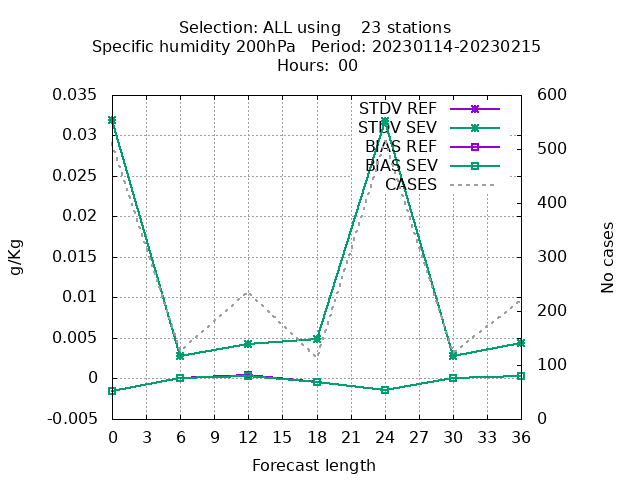 Selection: ALL using    23 stations
Specific humidity 200hPa   Period: 20230114-20230215
Hours: 00
0.035
0.03
0.025
0.02
0.015
0.01
0.005
0
-0.005
g/Kg
STDV REF
STDV SEV
BIAS REF
BIAS SEV
CASES
600
500
400
300
200
100
0
No cases
0 3 6 9 12 15 18 21 24 27 30 33 36
Forecast length